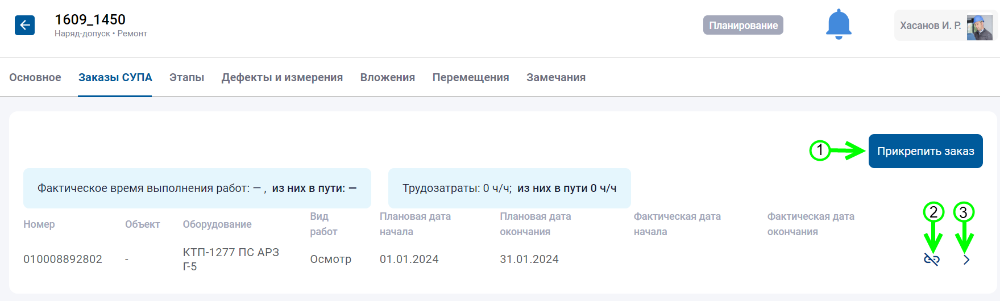 1609_1450
Наряд-допуск • Ремонт
Планирование
Хасанов И. Р.
Основное Заказы СУПА Этапы Дефекты и измерения Вложения Перемещения Замечания
1
Прикрепить заказ
Фактическое время выполнения работ: — , из них в пути: —
Трудозатраты: 0 ч/ч; из них в пути 0 ч/ч
2 3
Номер
Объект
Оборудование
Вид
работ
Плановая дата
начала
Плановая дата
окончания
Фактическая дата
начала
Фактическая дата
окончания
010008892802
-
КТП-1277 ПС АРЗ
Г-5
Осмотр
01.01.2024
31.01.2024